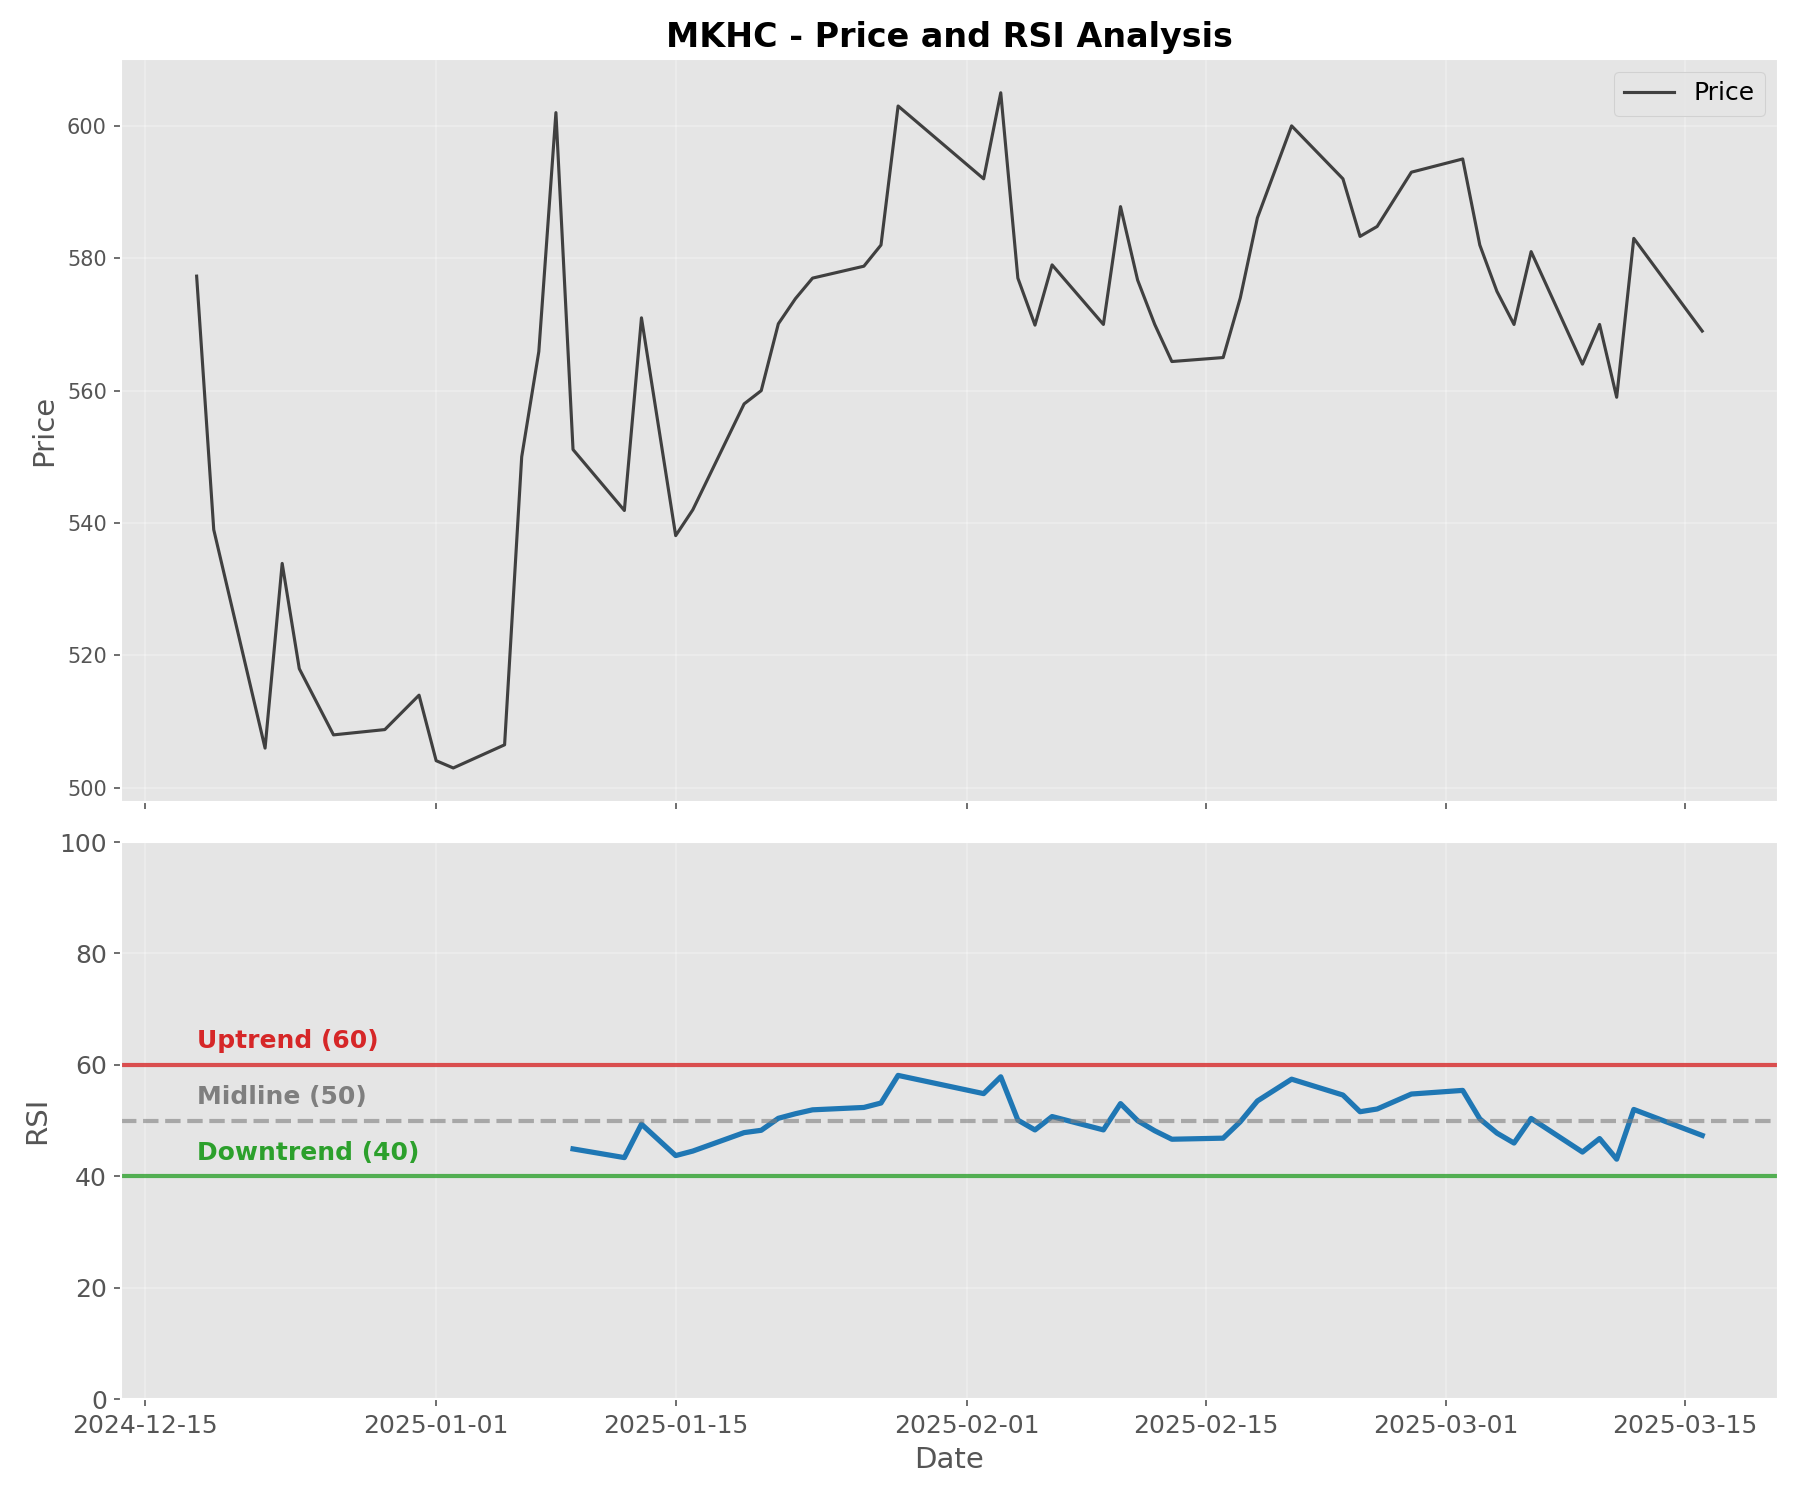 MKHC - Price and RSI Analysis
Price
600
580
560
540
520
500
Price
100
80
60
40
20
0
RSI
Uptrend (60)
Midline (50)
Downtrend (40)
2024-12-15
2025-01-01
2025-01-15
2025-02-01
2025-02-15
2025-03-01
2025-03-15
Date